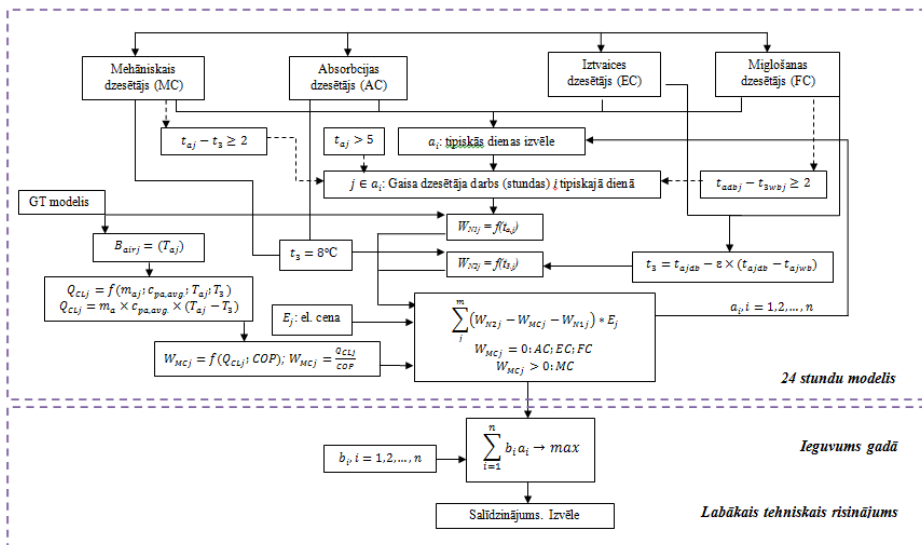 Mehāniskais
dzesētājs (MC)
Absorbcijas
dzesētājs (AC)
Iztvaices
dzesētājs (EC)
Miglošanas
dzesētājs (FC)
t_aj − t_3 ≥ 2
t_aj > 5
a_i: tipiskās dienas izvēle
j ∈ a_i: Gaisa dzesētāja darbs (stundas) i tipiskajā dienā
t_adbj − t_3wbj ≥ 2
GT modelis
W_N1j = f(t_a,j)
B_airj = (T_aj)
t_3 = 8°C
W_N2j = f(t_3,j)
t_3 = t_ajdb − ε × (t_ajdb − t_ajwb)
Q_CLj = f(m_aj; c_pa,avg.; T_aj; T_3)
Q_CLj = m_a × c_pa,avg. × (T_aj − T_3)
E_j: el. cena
∑_i^m (W_N2j − W_MCj − W_N1j) * E_j
W_MCj = 0: AC; EC; FC
W_MCj > 0: MC
a_i, i = 1,2,…,n
W_MCj = f(Q_CLj; COP); W_MCj = Q_CLj / COP
24 stundu modelis
∑_{i=1}^n b_i a_i → max
b_i, i = 1,2,…,n
Ieguvums gadā
Salīdzinājums. Izvēle
Labākais tehniskais risinājums